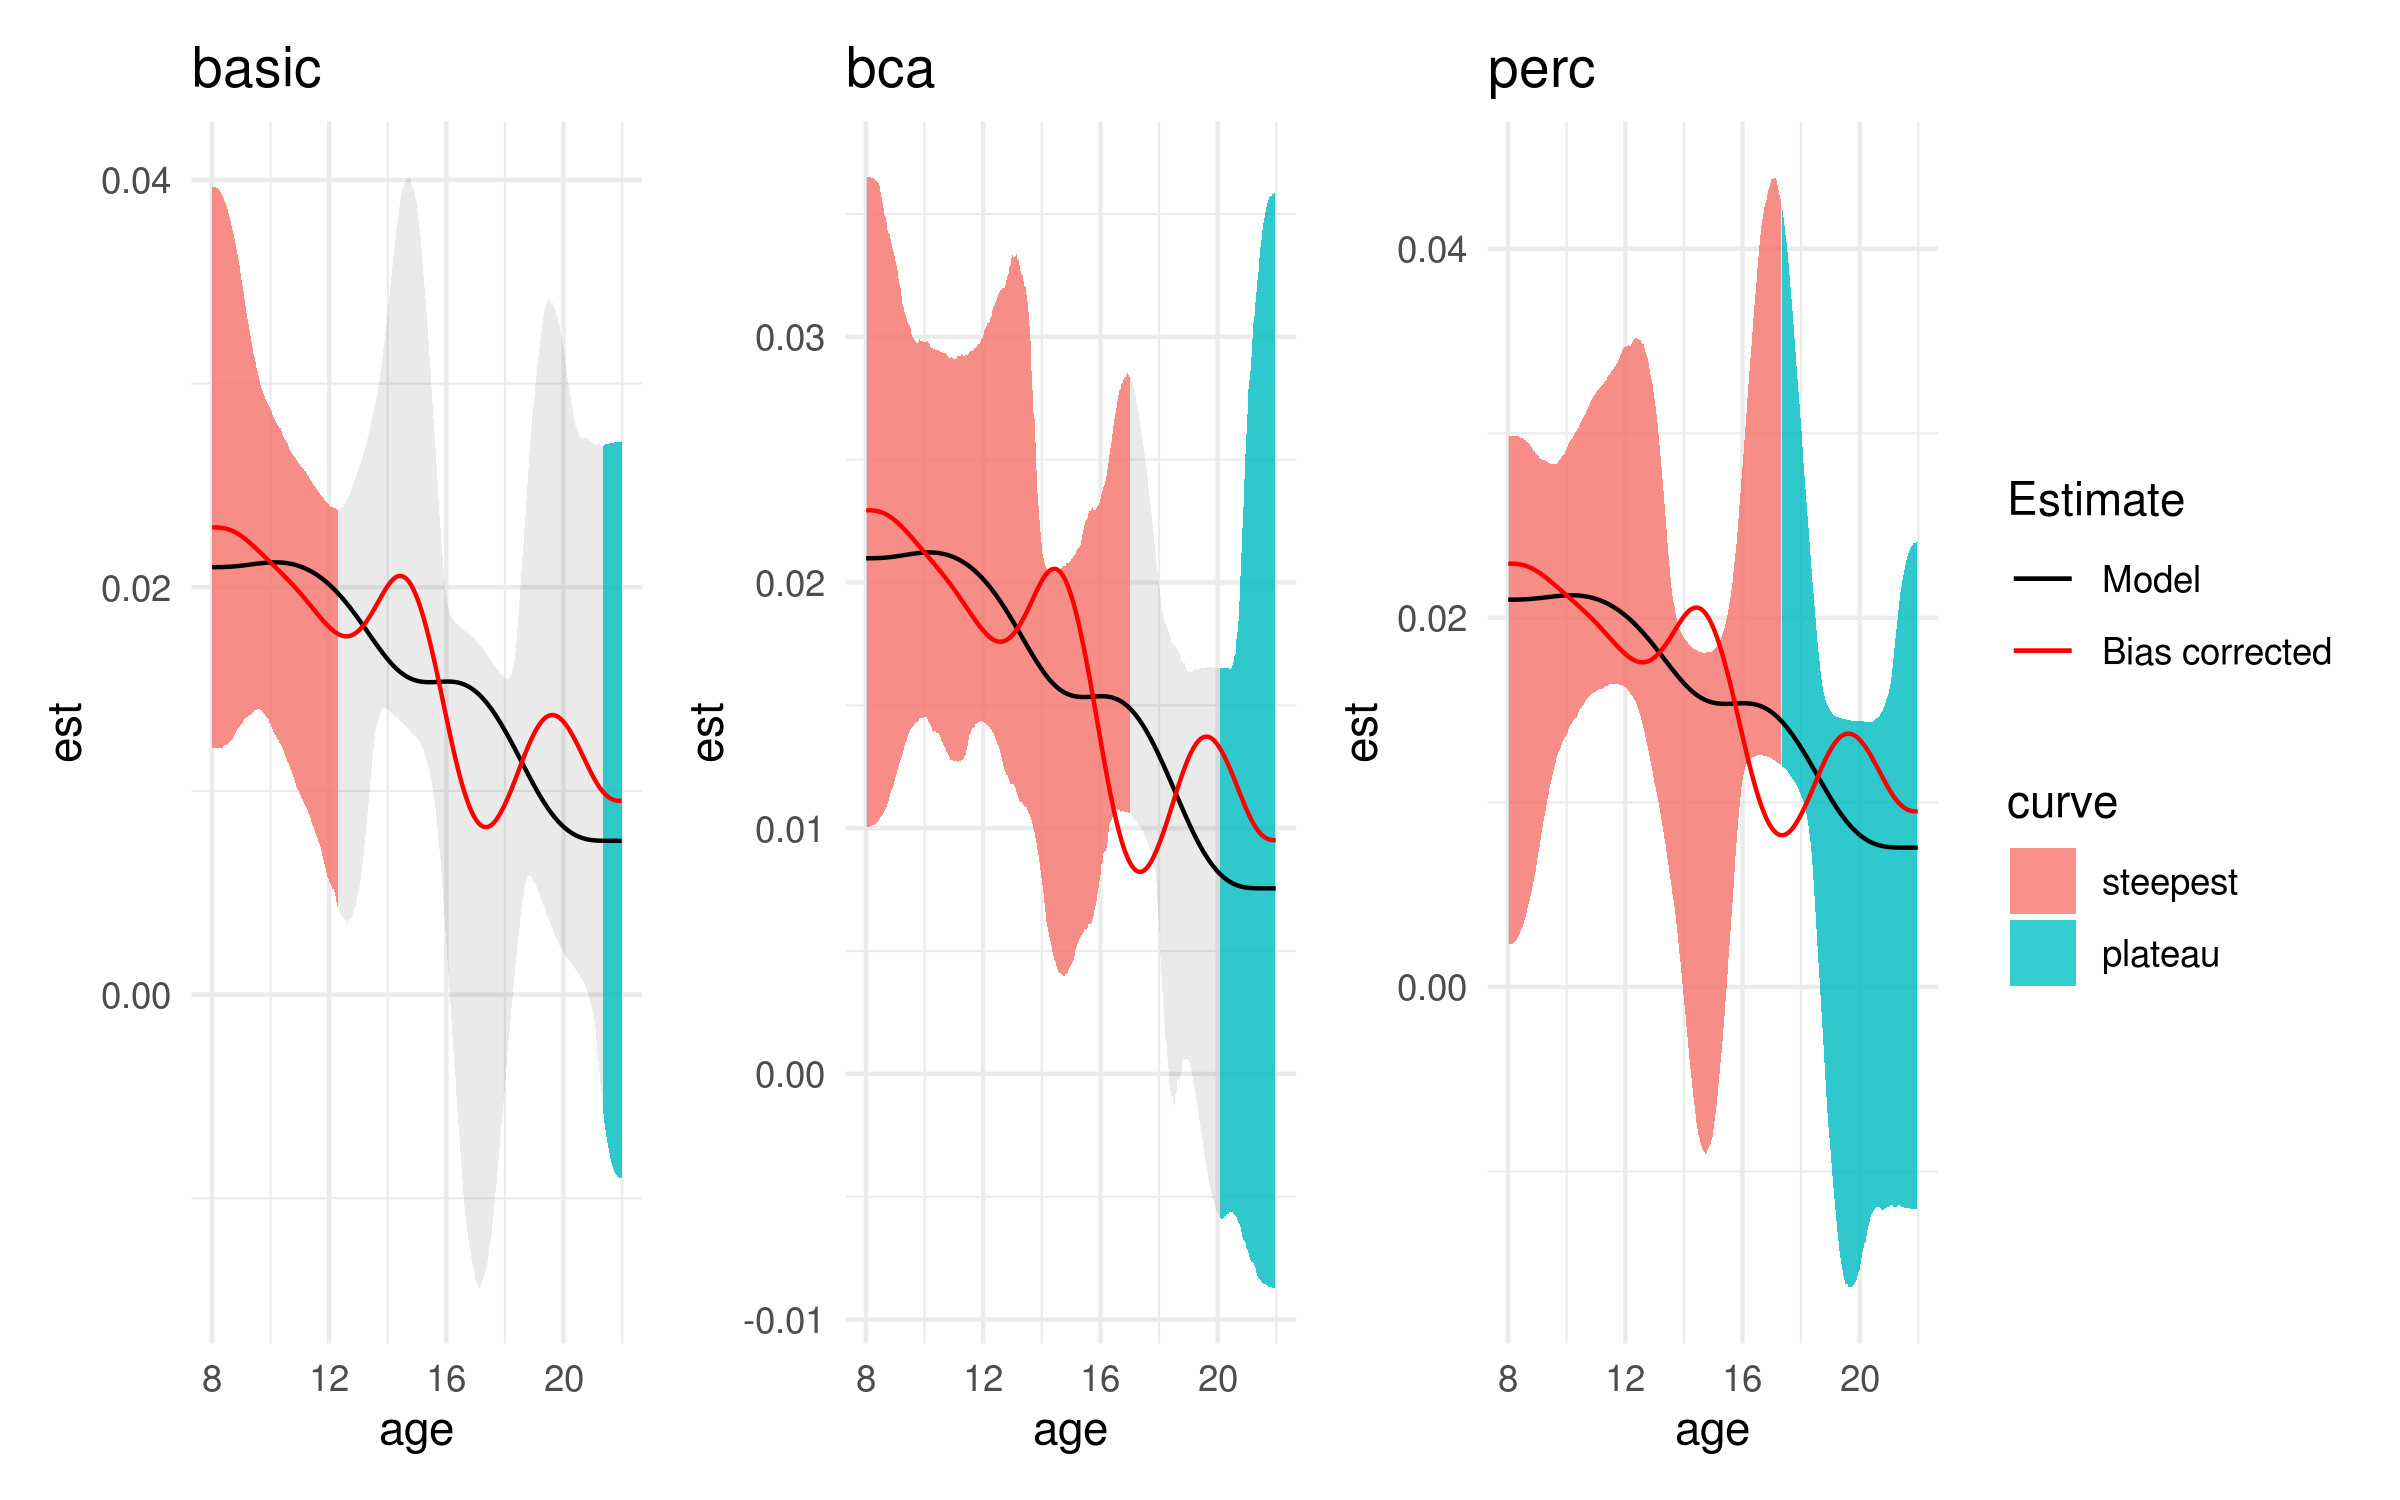 basic
bca
perc
0.04
0.02
0.00
est
8 12 16 20
age
0.03
0.02
0.01
0.00
-0.01
est
8 12 16 20
age
0.04
0.02
0.00
est
8 12 16 20
age
Estimate
Model
Bias corrected
curve
steepest
plateau